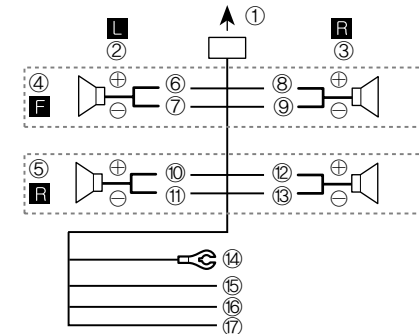 ①
L R
② ③
④ ⊕ ⑥ ⑧ ⊕
F ⊖ ⑦ ⑨ ⊖
⑤ ⊕ ⑩ ⑫ ⊕
R ⊖ ⑪ ⑬ ⊖
⑭
⑮
⑯
⑰